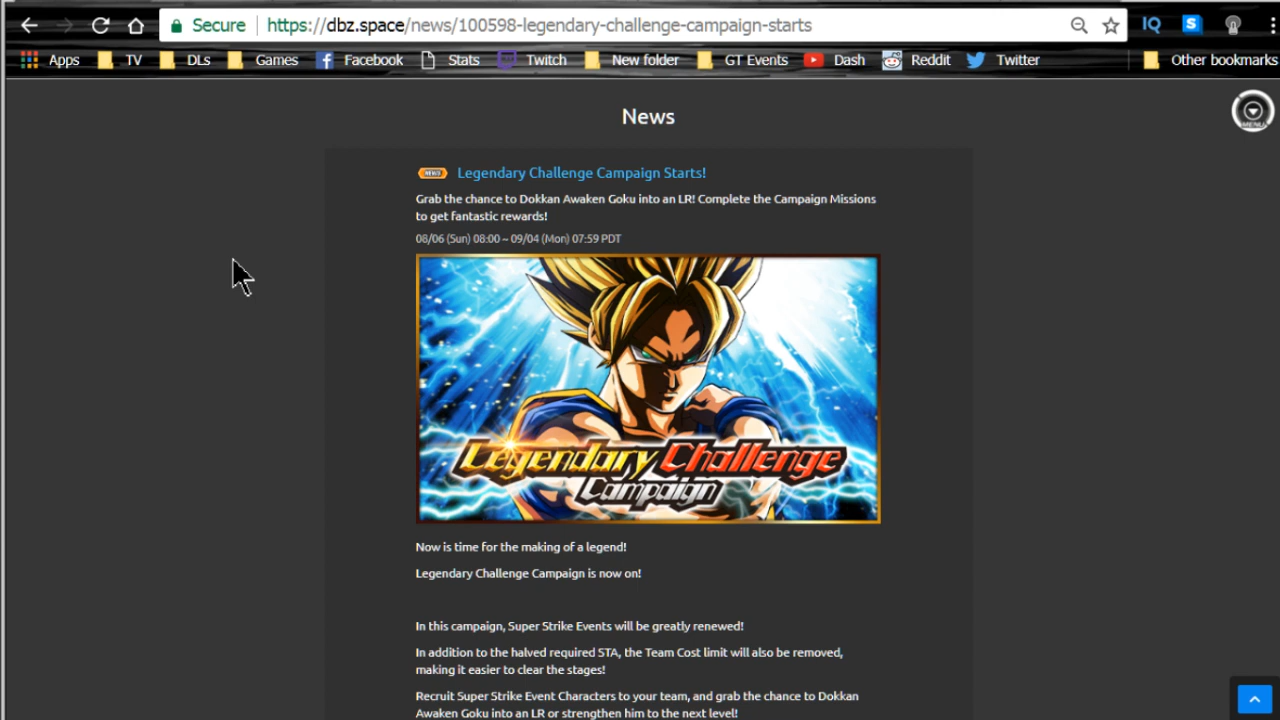 Secure https://dbz.space/news/100598-legendary-challenge-campaign-starts
Apps TV DLs Games Facebook Stats Twitch New folder GT Events Dash Reddit Twitter Other bookmarks
News
MENU
NEW! Legendary Challenge Campaign Starts!
Grab the chance to Dokkan Awaken Goku into an LR! Complete the Campaign Missions
to get fantastic rewards!
08/06 (Sun) 08:00 ~ 09/04 (Mon) 07:59 PDT
Legendary Challenge
Campaign
Now is time for the making of a legend!
Legendary Challenge Campaign is now on!
In this campaign, Super Strike Events will be greatly renewed!
In addition to the halved required STA, the Team Cost limit will also be removed,
making it easier to clear the stages!
Recruit Super Strike Event Characters to your team, and grab the chance to Dokkan
Awaken Goku into an LR or strengthen him to the next level!